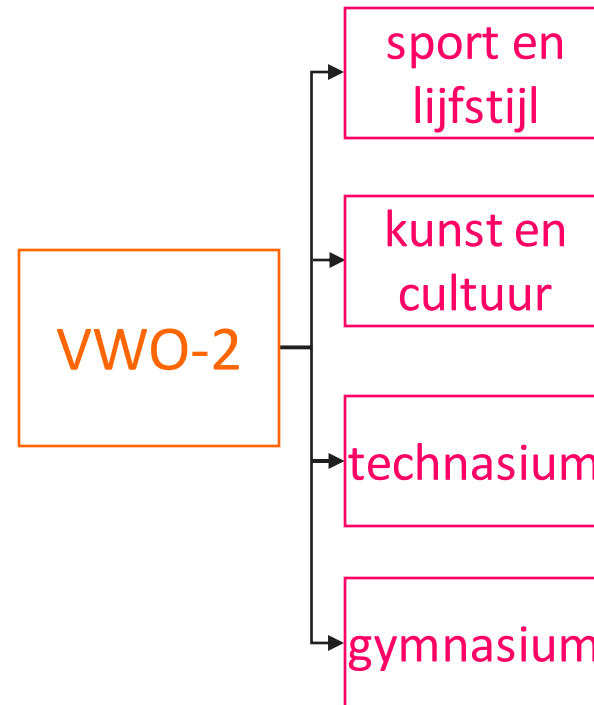 sport en
lijfstijl
kunst en
cultuur
VWO-2
technasium
gymnasium